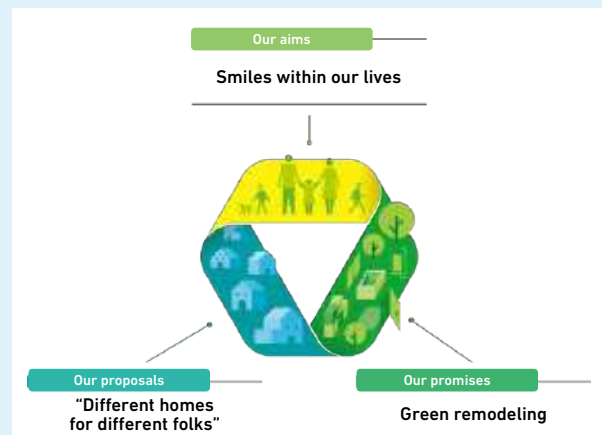 Our aims
Smiles within our lives
Our proposals
“Different homes
for different folks”
Our promises
Green remodeling